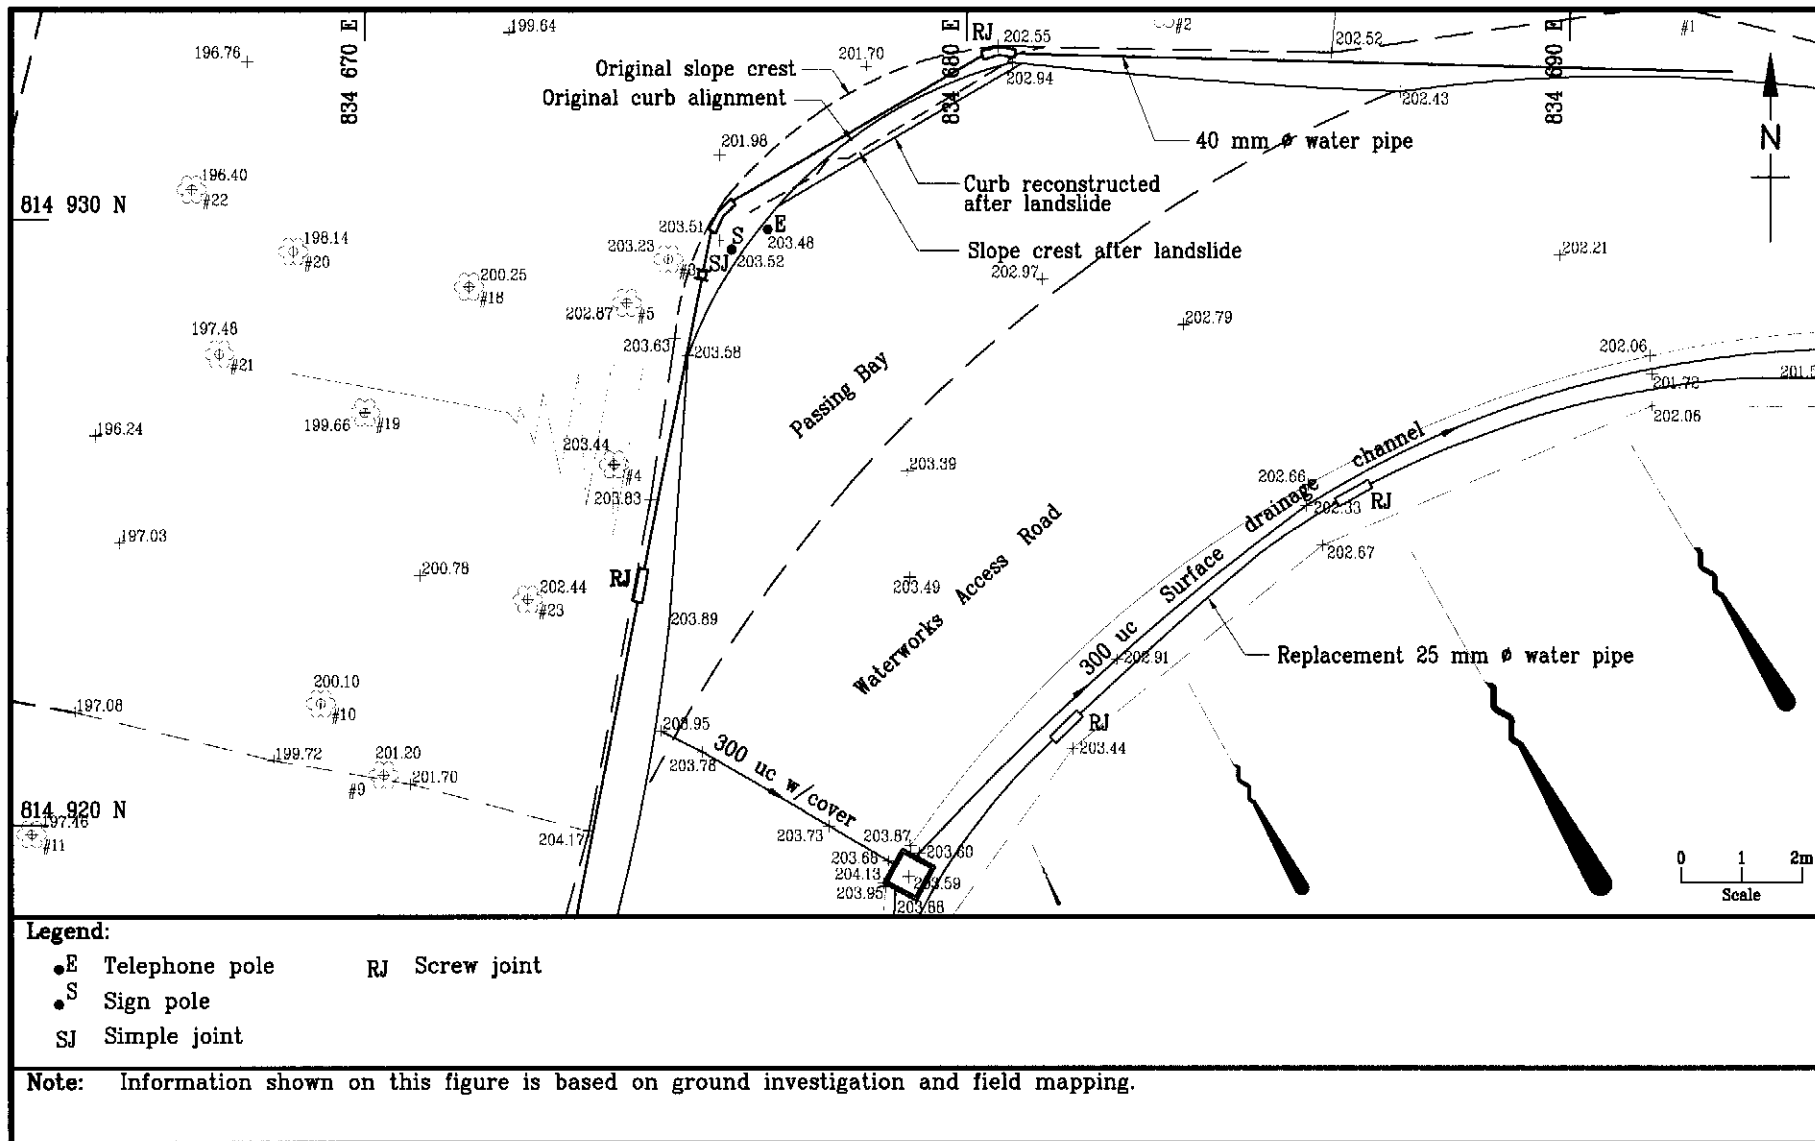 834 670 E
834 680 E
834 690 E
199.64
196.76
201.70
RJ
202.55
#2
202.52
#1
Original slope crest
202.94
Original curb alignment
202.43
N
40 mm ø water pipe
201.98
196.40
#22
Curb reconstructed
after landslide
814 930 N
203.51
S
E
203.48
203.52
Slope crest after landslide
198.14
#20
203.23
#3
SJ
202.97
202.21
200.25
#18
202.87
#5
202.79
197.48
#21
203.63
203.58
Passing Bay
202.06
201.72
202.06
199.66
#19
196.24
203.44
#4
203.83
203.39
202.66
202.33
RJ
300 uc Surface drainage channel
197.03
200.78
RJ
202.44
#23
203.49
202.67
Waterworks Access Road
203.89
202.91
Replacement 25 mm ø water pipe
200.10
#10
197.08
RJ
203.44
203.95
203.78
300 uc w/cover
199.72
201.20
#9
201.70
814 920 N
197.16
#11
204.17
203.73
203.87
203.60
203.68
204.13
203.59
203.95
203.68
0 1 2m
Scale
Legend:
E Telephone pole RJ Screw joint
S Sign pole
SJ Simple joint
Note: Information shown on this figure is based on ground investigation and field mapping.